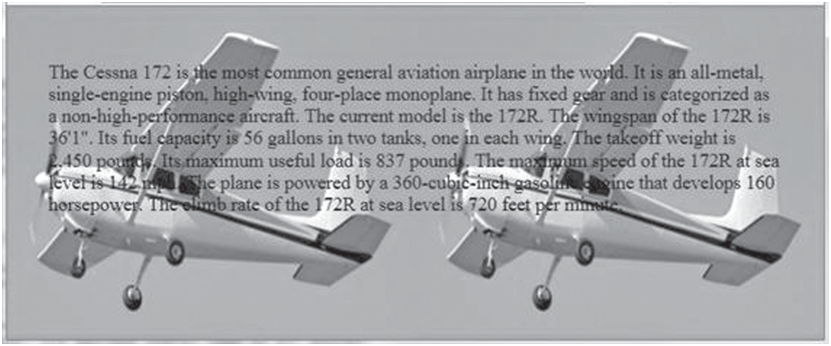 The Cessna 172 is the most common general aviation airplane in the world. It is an all-metal,
single-engine piston, high-wing, four-place monoplane. It has fixed gear and is categorized as
a non-high-performance aircraft. The current model is the 172R. The wingspan of the 172R is
36'1". Its fuel capacity is 56 gallons in two tanks, one in each wing. The takeoff weight is
2,450 pounds. Its maximum useful load is 837 pounds. The maximum speed of the 172R at sea
level is 142 mph. The plane is powered by a 360-cubic-inch gasoline engine that develops 160
horsepower. The climb rate of the 172R at sea level is 720 feet per minute.